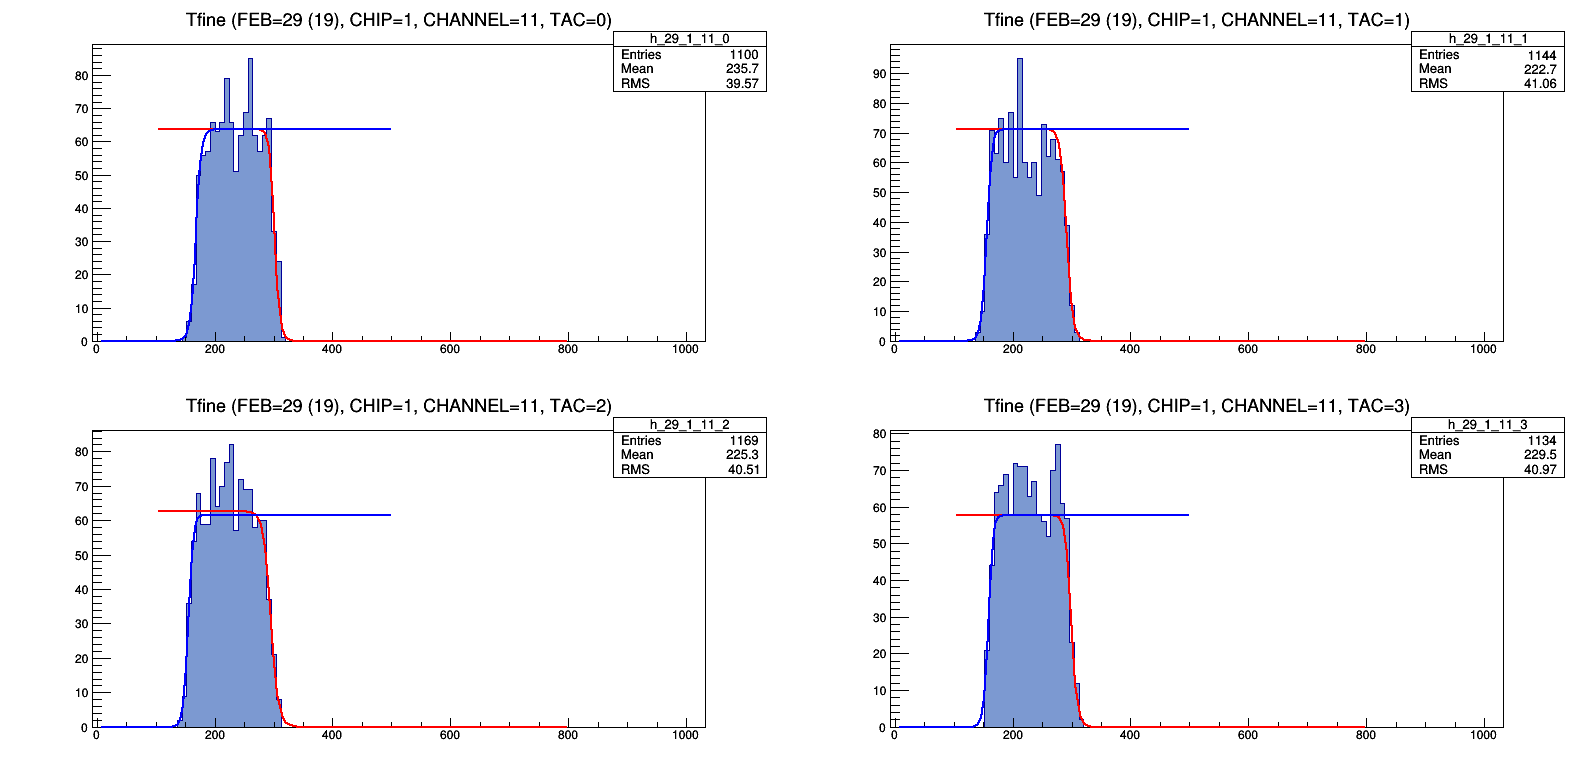 Tfine (FEB=29 (19), CHIP=1, CHANNEL=11, TAC=0)
h_29_1_11_0
Entries 1100
Mean 235.7
RMS 39.57
80
70
60
50
40
30
20
10
0
0 200 400 600 800 1000
Tfine (FEB=29 (19), CHIP=1, CHANNEL=11, TAC=1)
h_29_1_11_1
Entries 1144
Mean 222.7
RMS 41.06
90
80
70
60
50
40
30
20
10
0
0 200 400 600 800 1000
Tfine (FEB=29 (19), CHIP=1, CHANNEL=11, TAC=2)
h_29_1_11_2
Entries 1169
Mean 225.3
RMS 40.51
80
70
60
50
40
30
20
10
0
0 200 400 600 800 1000
Tfine (FEB=29 (19), CHIP=1, CHANNEL=11, TAC=3)
h_29_1_11_3
Entries 1134
Mean 229.5
RMS 40.97
80
70
60
50
40
30
20
10
0
0 200 400 600 800 1000